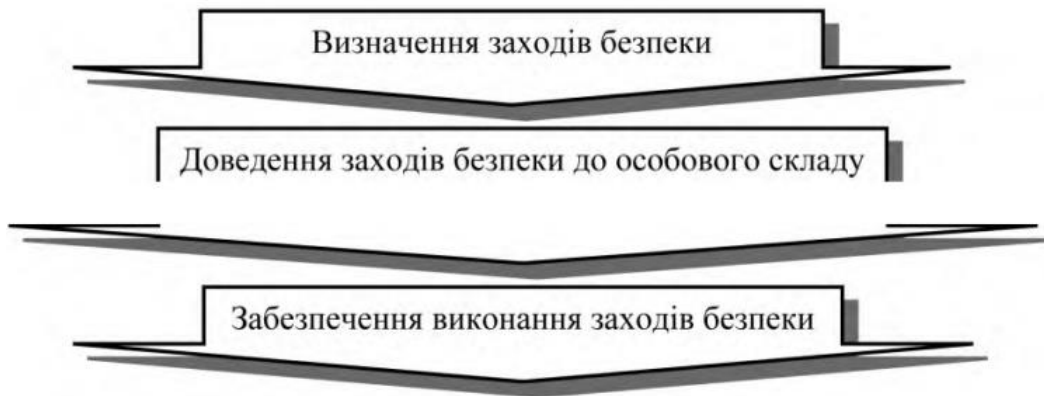 Визначення заходів безпеки
Доведення заходів безпеки до особового складу
Забезпечення виконання заходів безпеки